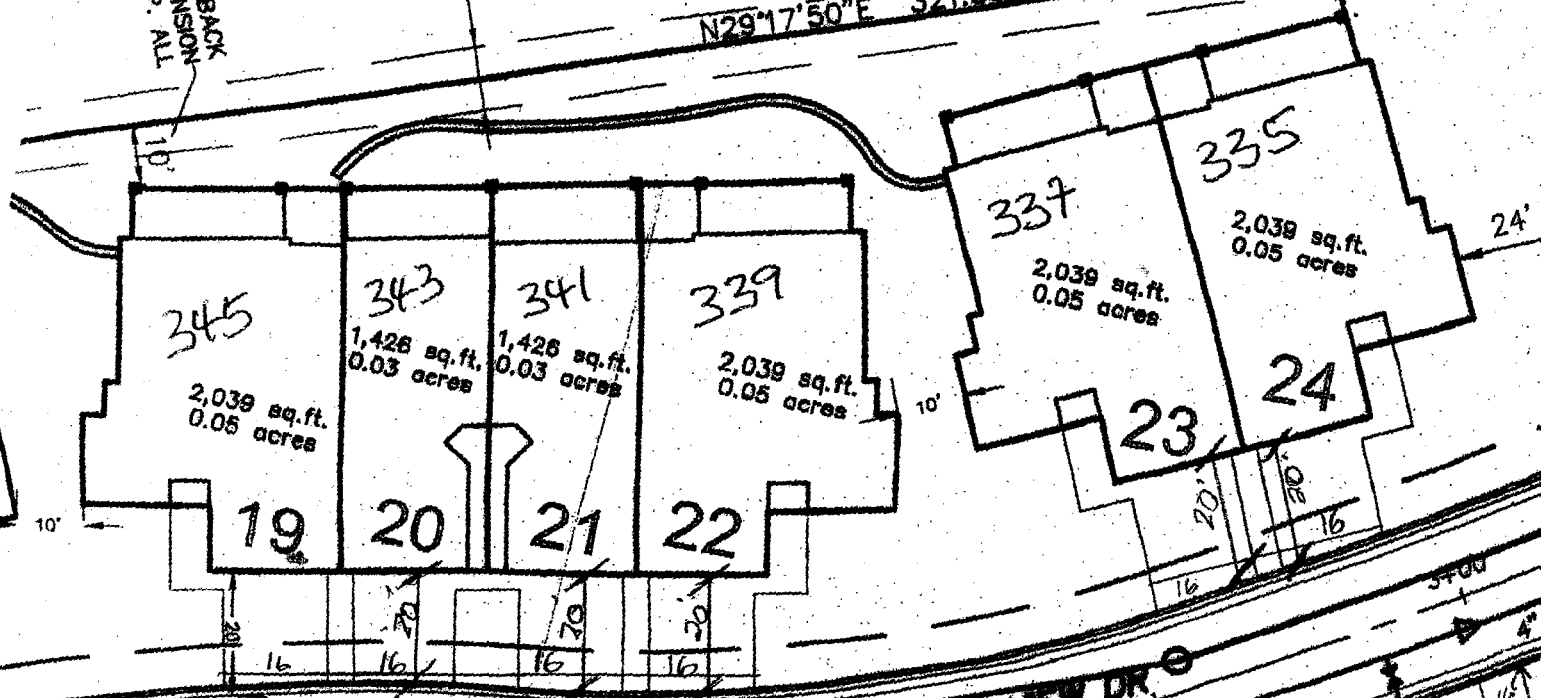 BACK
NSION
P. ALL
N29°17'50"E
10'
345
2,039 sq.ft.
0.05 acres
19
343
1,426 sq.ft.
0.03 acres
20
341
1,426 sq.ft.
0.03 acres
21
339
2,039 sq.ft.
0.05 acres
22
337
2,039 sq.ft.
0.05 acres
23
335
2,039 sq.ft.
0.05 acres
24
24'
10'
10'
20'
20'
20'
20'
20'
20'
16
16
16
16
16
16
3+00
DR.
4"